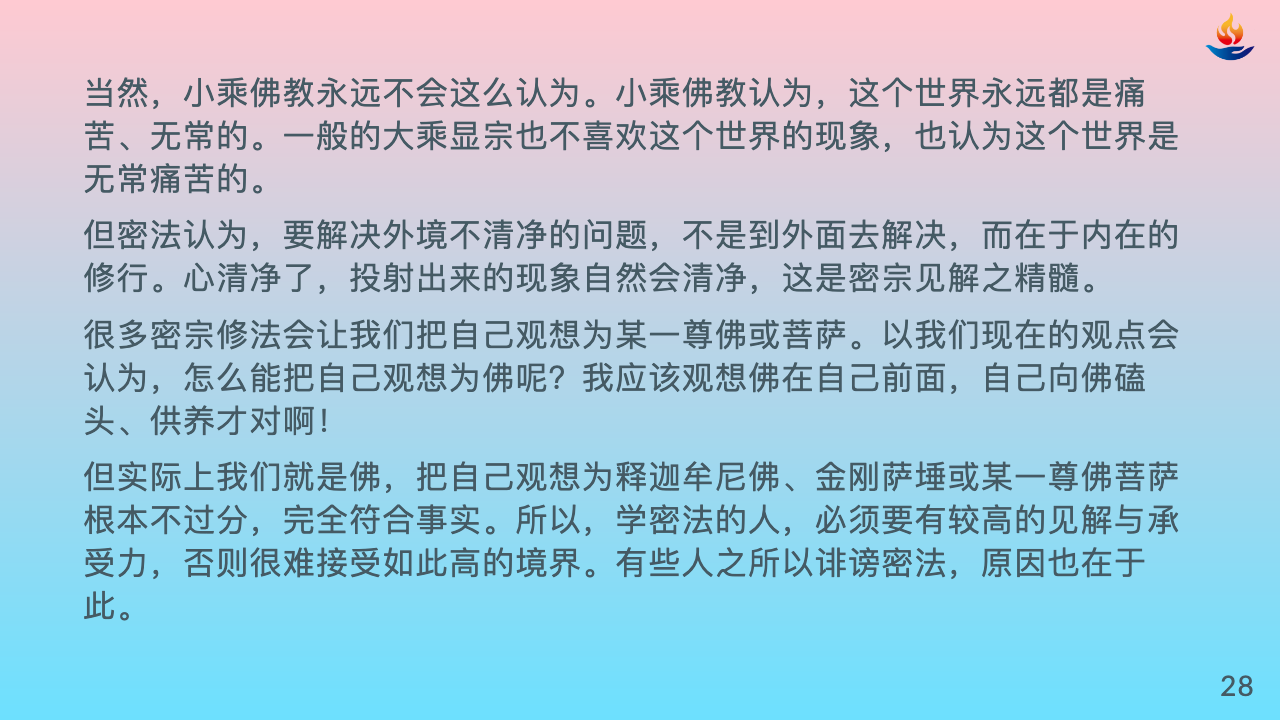 当然，小乘佛教永远不会这么认为。小乘佛教认为，这个世界永远都是痛
苦、无常的。一般的大乘显宗也不喜欢这个世界的现象，也认为这个世界是
无常痛苦的。
但密法认为，要解决外境不清净的问题，不是到外面去解决，而在于内在的
修行。心清净了，投射出来的现象自然会清净，这是密宗见解之精髓。
很多密宗修法会让我们把自己观想为某一尊佛或菩萨。以我们现在的观点会
认为，怎么能把自己观想为佛呢？我应该观想佛在自己前面，自己向佛磕
头、供养才对啊！
但实际上我们就是佛，把自己观想为释迦牟尼佛、金刚萨埵或某一尊佛菩萨
根本不过分，完全符合事实。所以，学密法的人，必须要有较高的见解与承
受力，否则很难接受如此高的境界。有些人之所以诽谤密法，原因也在于
此。
28